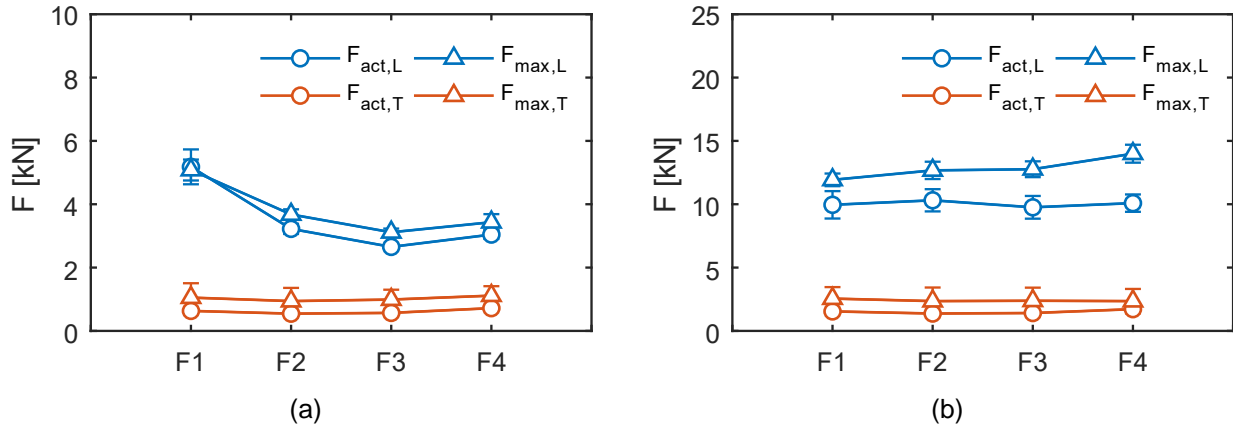 10
8
6
4
2
0
F [kN]
F_act,L F_max,L
F_act,T F_max,T
F1 F2 F3 F4
(a)
25
20
15
10
5
0
F [kN]
F_act,L F_max,L
F_act,T F_max,T
F1 F2 F3 F4
(b)